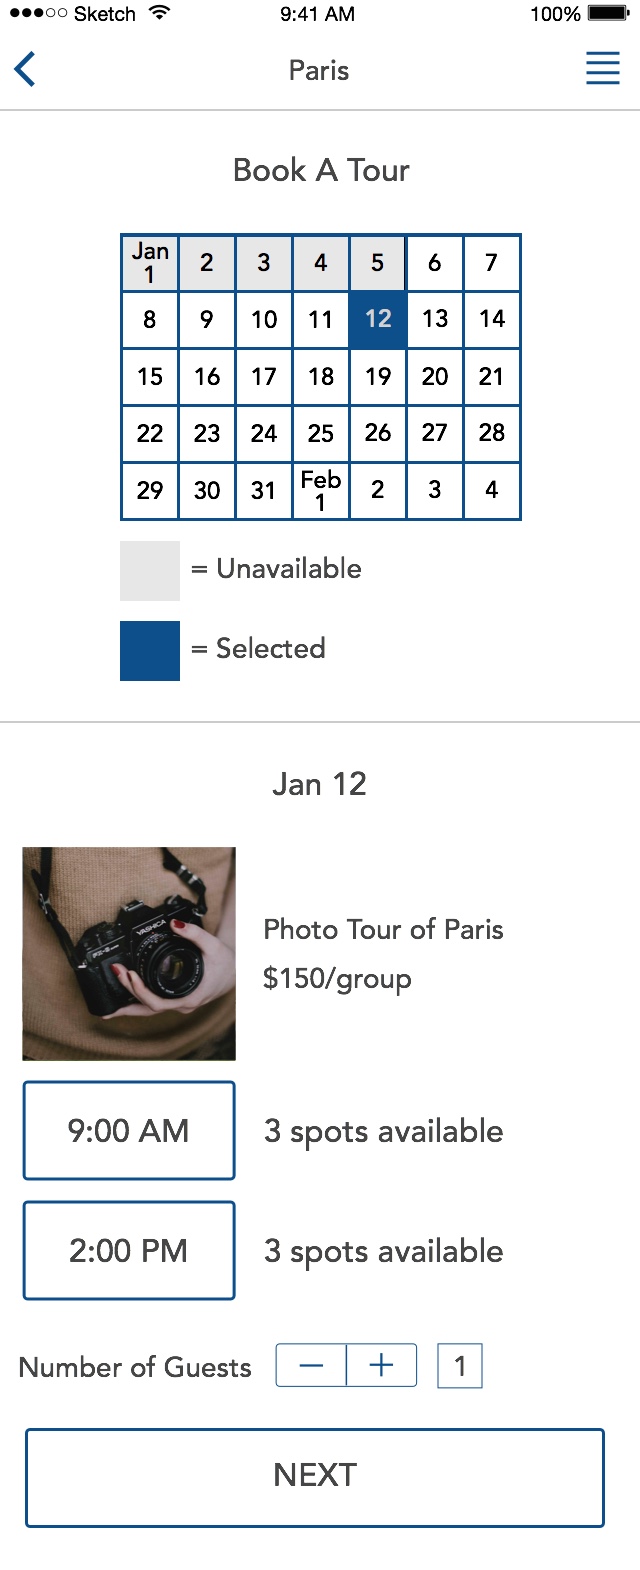 Sketch 9:41 AM 100%
Paris
Book A Tour
Jan
1 2 3 4 5 6 7
8 9 10 11 12 13 14
15 16 17 18 19 20 21
22 23 24 25 26 27 28
29 30 31 Feb
1 2 3 4
= Unavailable
= Selected
Jan 12
YASHICA
Photo Tour of Paris
$150/group
9:00 AM 3 spots available
2:00 PM 3 spots available
Number of Guests − + 1
NEXT